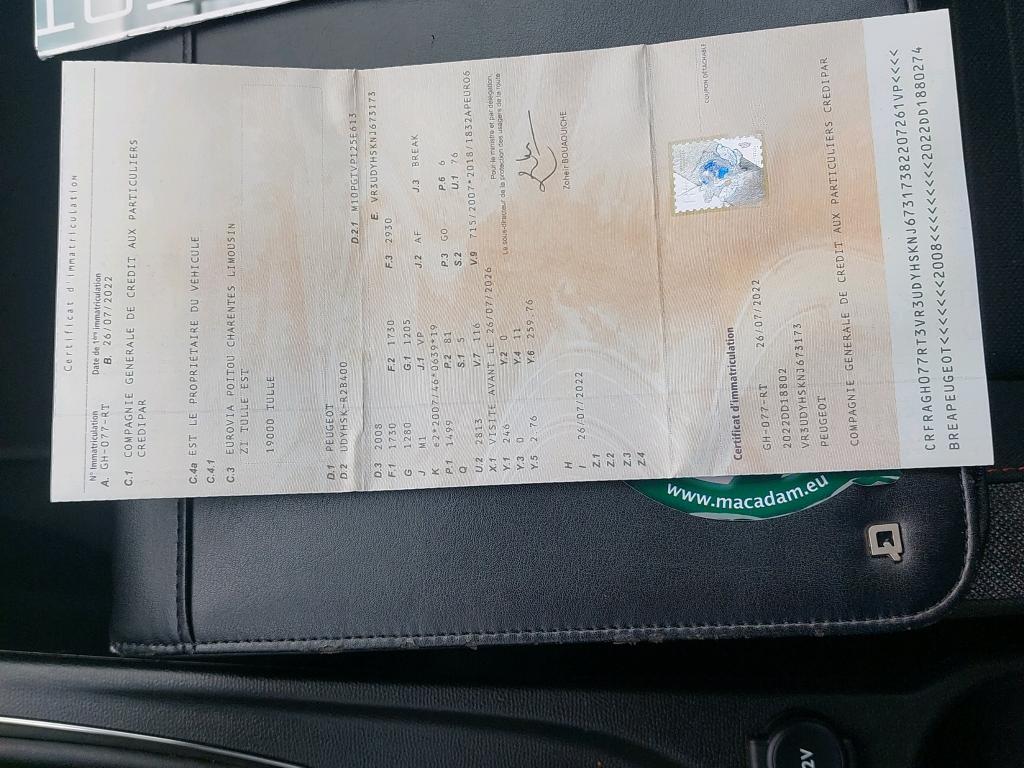 Certificat d'immatriculation
N° Immatriculation Date de 1ère immatriculation
A. GH-077-RT B. 26/07/2022
C.1 COMPAGNIE GENERALE DE CREDIT AUX PARTICULIERS
CREDIPAR
C.4a EST LE PROPRIETAIRE DU VEHICULE
C.4.1
C.3 EUROVIA POITOU CHARENTES LIMOUSIN
ZI TULLE EST
19000 TULLE
D.1 PEUGEOT
D.2 UDYHSK-R2B400 D.2.1 M10PGTVP125E613
D.3 2008 E VR3UDYHSKNJ673173
F.1 1730 F.2 1730 F.3 2930
G 1280 G.1 1205
J M1 J.1 VP J.2 AF J.3 BREAK
K e2*2007/46*0639*19
P.1 1499 P.2 81 P.3 GO P.6 6
Q S.1 5 S.2 U.1 76
U.2 2813 V.7 116 V.9 715/2007*2018/1832APEURO6
X.1 VISITE AVANT LE 26/07/2026
Y.1 246 Y.2 0
Y.3 0 Y.4 11
Y.5 2.76 Y.6 259.76
Pour le ministre et par délégation,
Le sous-directeur de la protection des usagers de la route
Zoheir BOUAOUICHE
H
I 26/07/2022
Z.1
Z.2
Z.3
Z.4
COUPON DÉTACHABLE
Certificat d'immatriculation
GH-077-RT 26/07/2022
2022DD18802
VR3UDYHSKNJ673173
PEUGEOT
COMPAGNIE GENERALE DE CREDIT AUX PARTICULIERS CREDIPAR
CRFRAGH077RT3VR3UDYHSKNJ67317382207261VP<<<<
BREAPEUGEOT<<<<<<2008<<<<<<<<<<<2022DD1880274
www.macadam.eu
Q